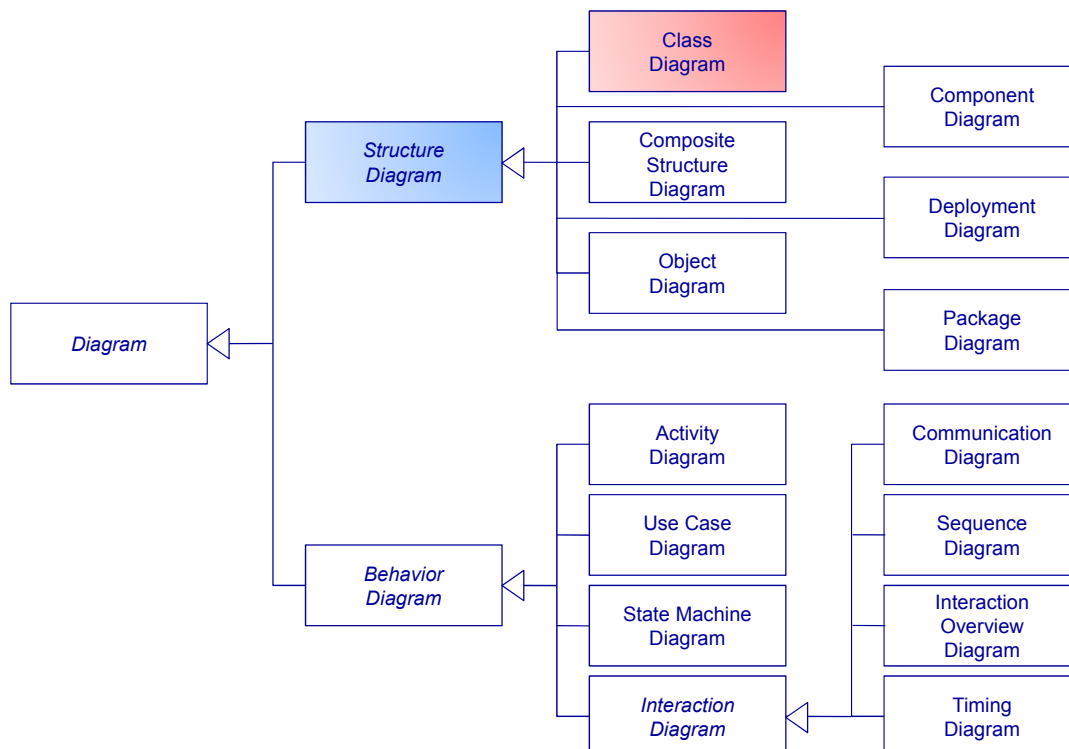 Class
Diagram
Component
Diagram
Structure
Diagram
Composite
Structure
Diagram
Deployment
Diagram
Object
Diagram
Diagram
Package
Diagram
Activity
Diagram
Communication
Diagram
Use Case
Diagram
Sequence
Diagram
Behavior
Diagram
State Machine
Diagram
Interaction
Overview
Diagram
Interaction
Diagram
Timing
Diagram